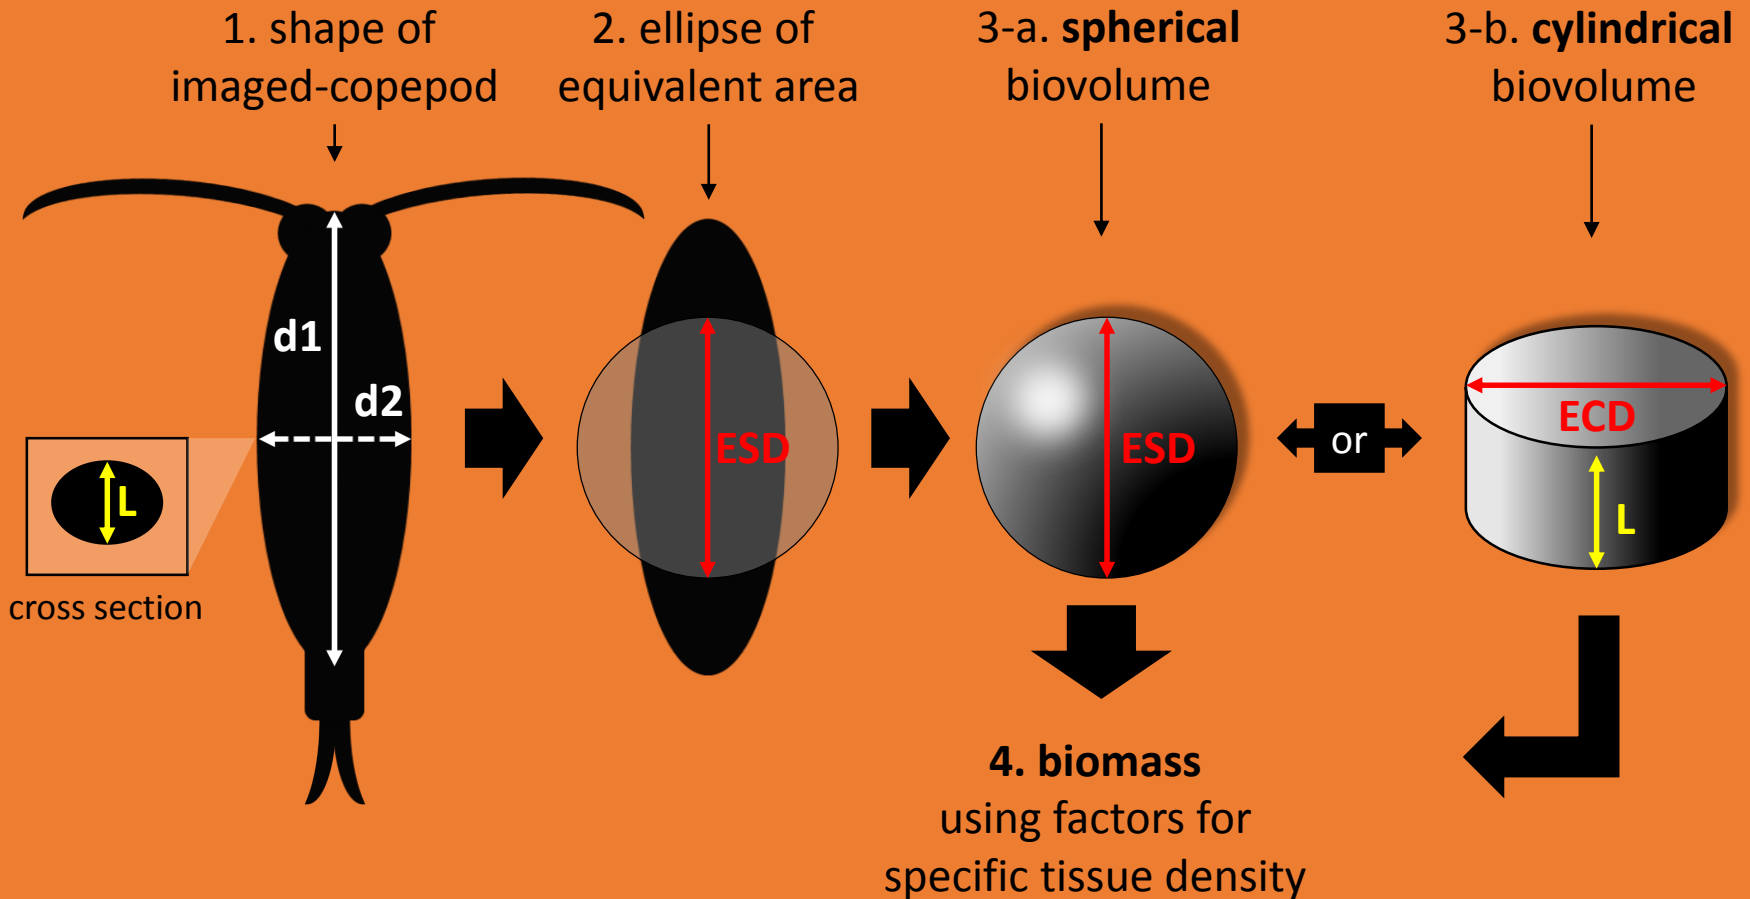 1. shape of
imaged-copepod
2. ellipse of
equivalent area
3-a. spherical
biovolume
3-b. cylindrical
biovolume
d1
d2
L
cross section
ESD
ESD
or
ECD
L
4. biomass
using factors for
specific tissue density